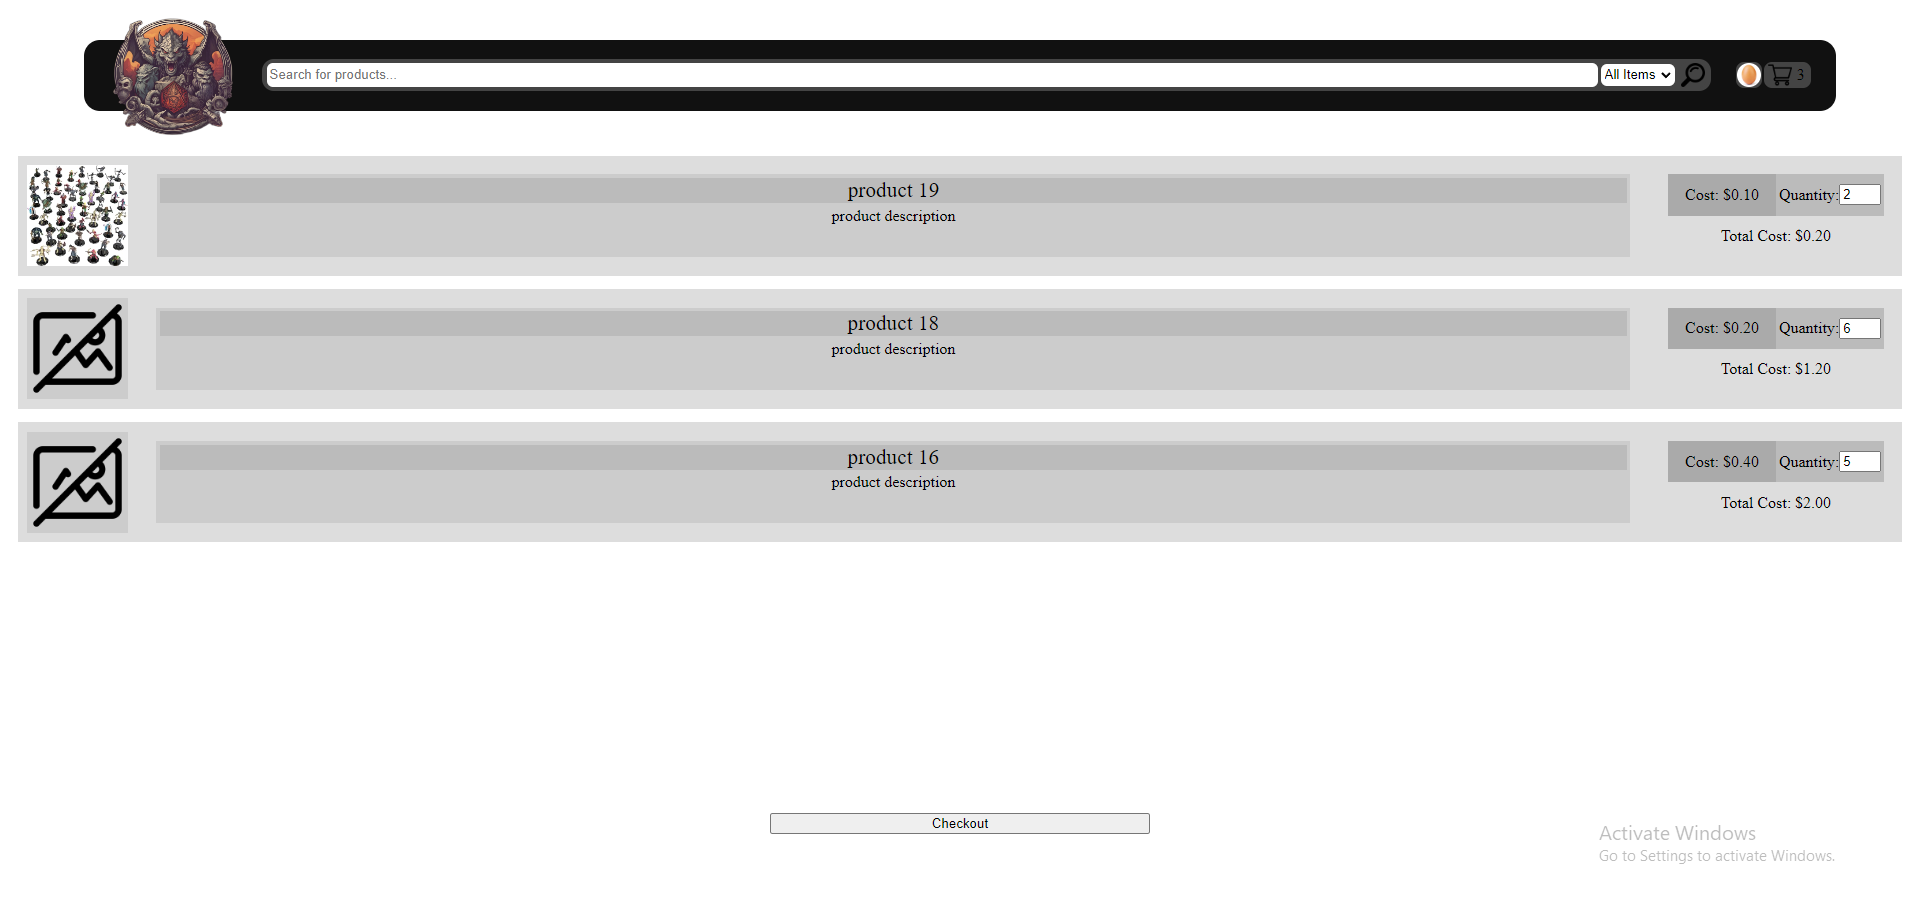 Search for products...
All Items
3
product 19
product description
Cost: $0.10
Quantity: 2
Total Cost: $0.20
product 18
product description
Cost: $0.20
Quantity: 6
Total Cost: $1.20
product 16
product description
Cost: $0.40
Quantity: 5
Total Cost: $2.00
Checkout
Activate Windows
Go to Settings to activate Windows.